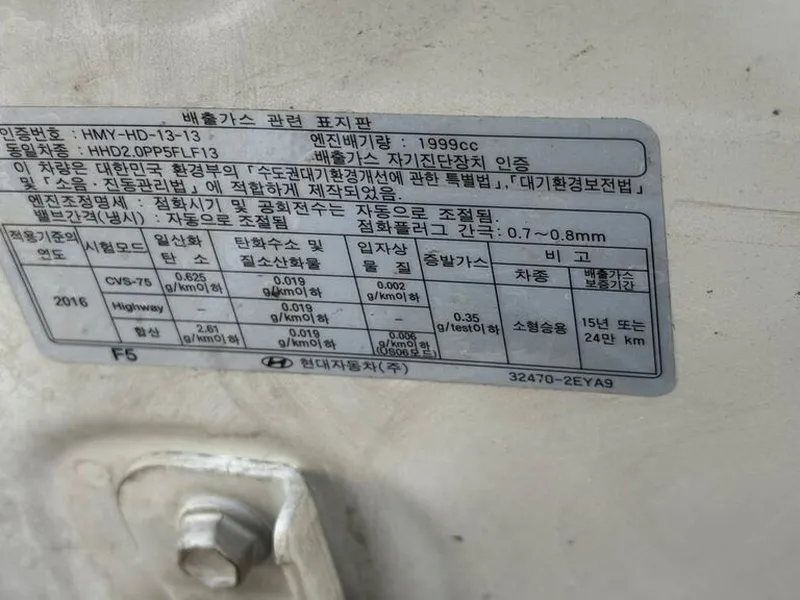 배출가스 관련 표지판
인증번호 : HMY-HD-13-13 엔진배기량 : 1999cc
동일차종 : HHD2.0PP5FLF13 배출가스 자기진단장치 인증
이 차량은 대한민국 환경부의 「수도권대기환경개선에 관한 특별법」, 「대기환경보전법」
및 「소음ㆍ진동관리법」에 적합하게 제작되었음.
엔진조정명세 : 점화시기 및 공회전수는 자동으로 조절됨.
밸브간격(냉시) : 자동으로 조절됨 점화플러그 간극: 0.7~0.8mm
적용기준의 연도 시험모드 일산화 탄소 탄화수소 및 질소산화물 입자상 물질 증발가스 비고
차종 배출가스 보증기간
2016 CVS-75 0.625 g/km이하 0.019 g/km이하 0.002 g/km이하 0.35 g/test이하 소형승용 15년 또는 24만 km
Highway – 0.019 g/km이하 –
합산 2.61 g/km이하 0.019 g/km이하 0.006 g/km이하 (US06모드)
F5 현대자동차(주) 32470-2EYA9